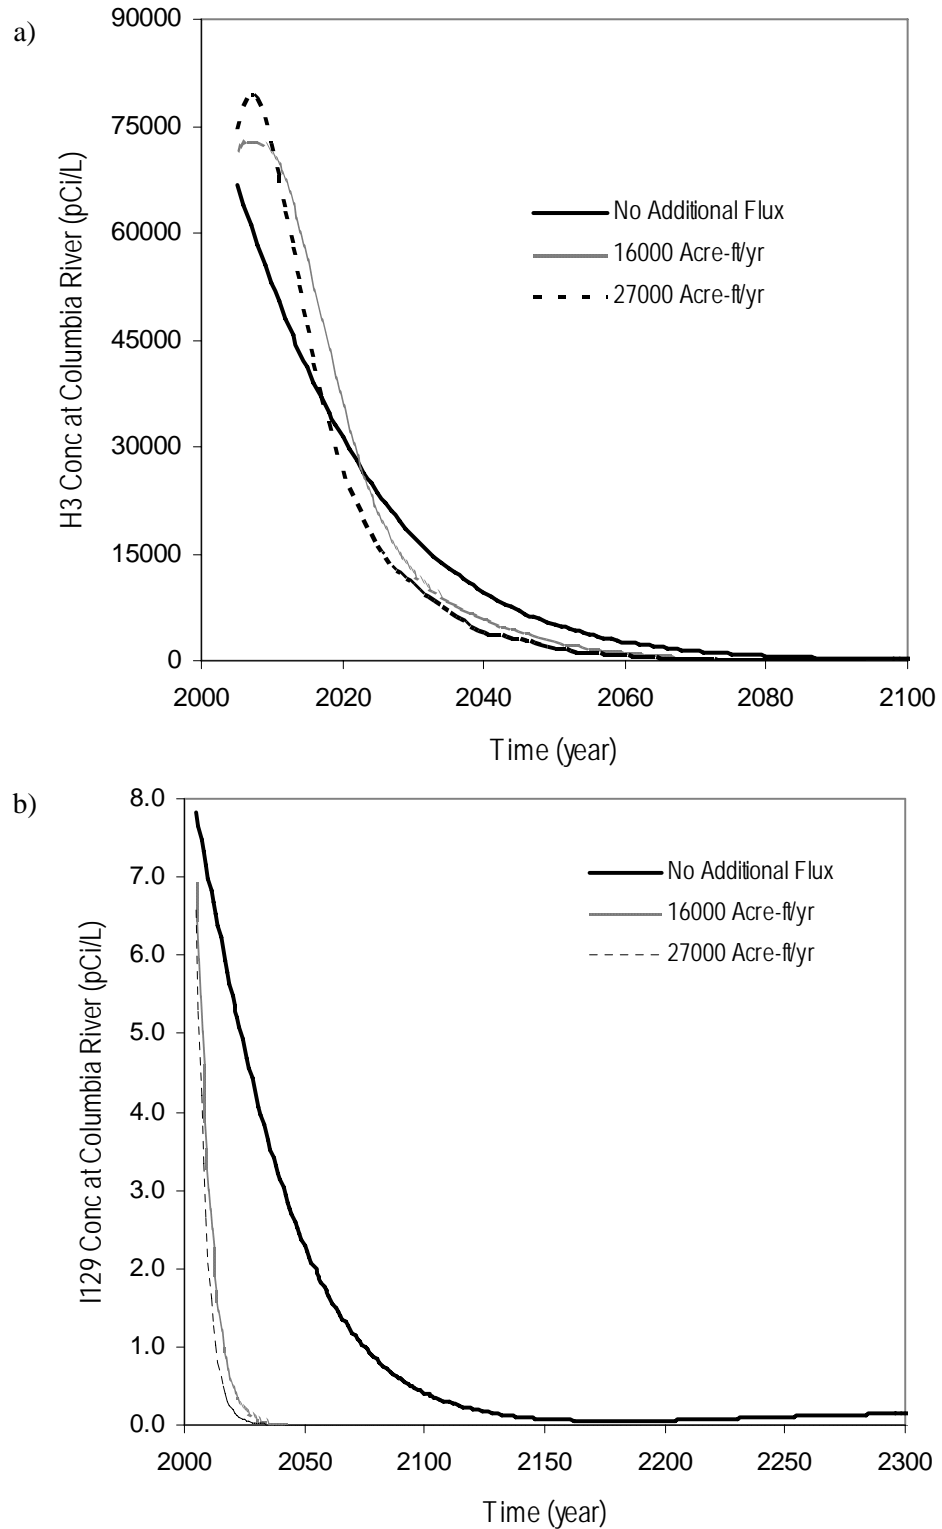 a)
90000
75000
60000
45000
30000
15000
0
H3 Conc at Columbia River (pCi/L)
No Additional Flux
16000 Acre-ft/yr
27000 Acre-ft/yr
2000 2020 2040 2060 2080 2100
Time (year)
b)
8.0
7.0
6.0
5.0
4.0
3.0
2.0
1.0
0.0
I129 Conc at Columbia River (pCi/L)
No Additional Flux
16000 Acre-ft/yr
27000 Acre-ft/yr
2000 2050 2100 2150 2200 2250 2300
Time (year)